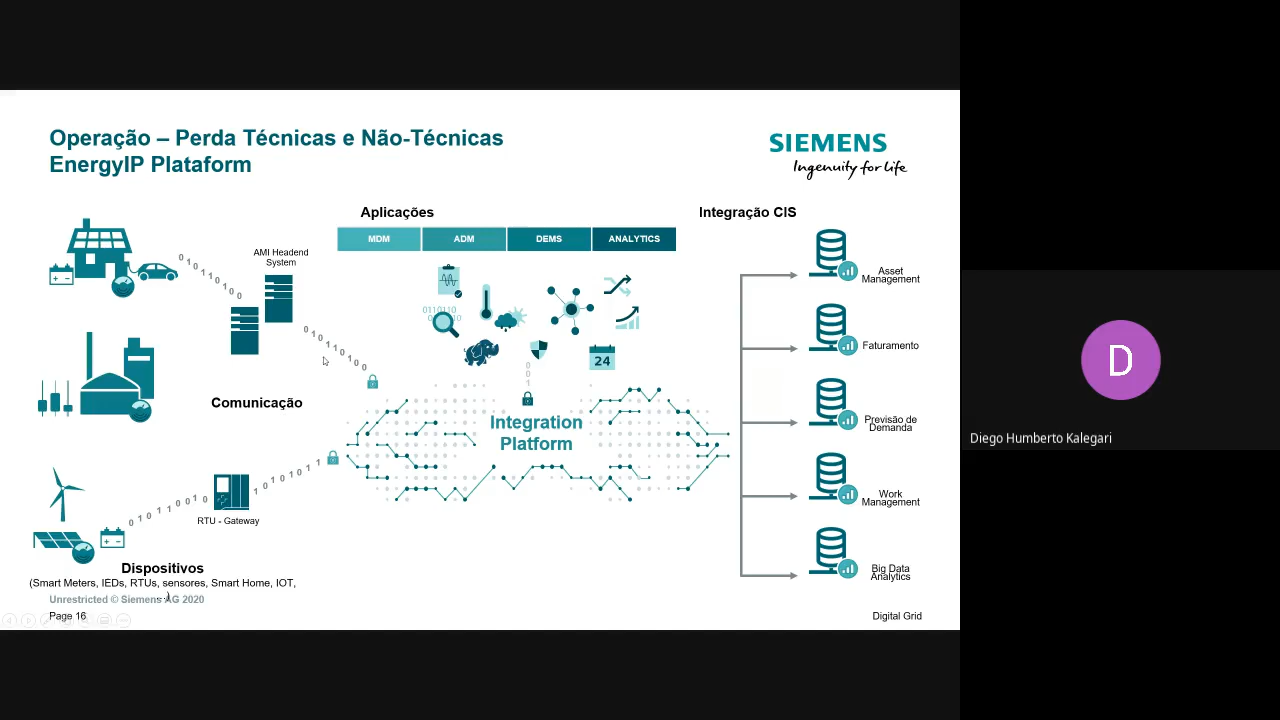 Operação – Perda Técnicas e Não-Técnicas
EnergyIP Plataform
SIEMENS
Ingenuity for life
Aplicações
Integração CIS
MDM
ADM
DEMS
ANALYTICS
AMI Headend
System
Asset
Management
24
Faturamento
Comunicação
Integration
Platform
Previsão de
Demanda
D
Diego Humberto Kalegari
RTU - Gateway
Work
Management
Dispositivos
(Smart Meters, IEDs, RTUs, sensores, Smart Home, IOT,
...)
Big Data
Analytics
Unrestricted © Siemens AG 2020
Page 16
Digital Grid